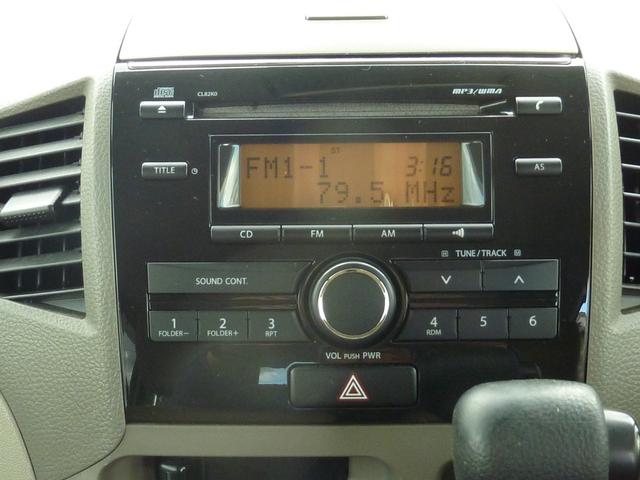 CL82K0
MP3/WMA
TITLE
ST
FM1-1 3:16
79.5 MHz
AS
CD FM AM
TUNE/TRACK
SOUND CONT.
1 2 3 4 5 6
FOLDER− FOLDER+ RPT RDM
VOL PUSH PWR